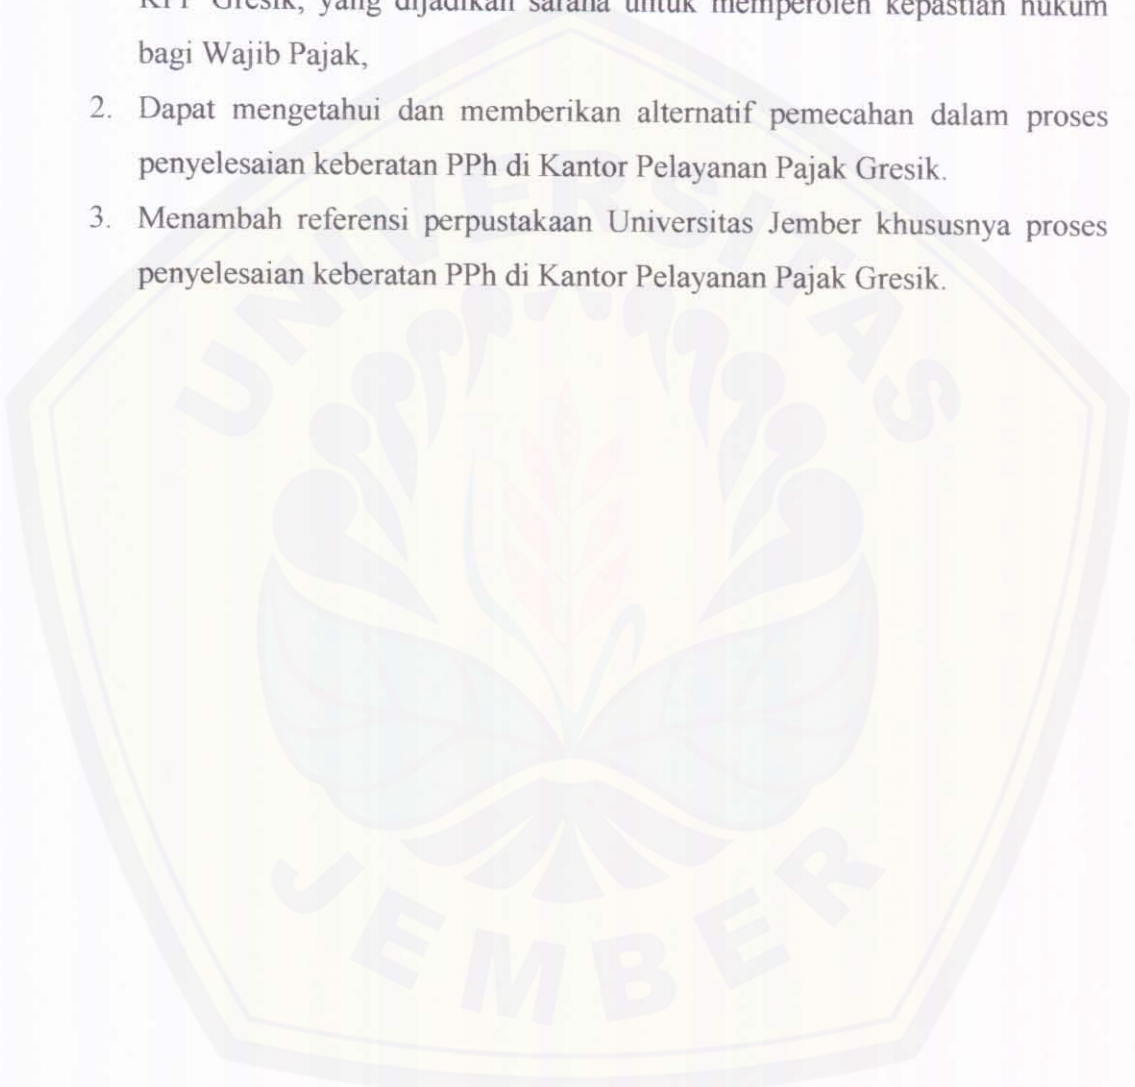 KPP Gresik, yang dijadikan sarana untuk memperoleh kepastian hukum
bagi Wajib Pajak,
2. Dapat mengetahui dan memberikan alternatif pemecahan dalam proses
penyelesaian keberatan PPh di Kantor Pelayanan Pajak Gresik.
3. Menambah referensi perpustakaan Universitas Jember khususnya proses
penyelesaian keberatan PPh di Kantor Pelayanan Pajak Gresik.
UNIVERSITAS
JEMBER